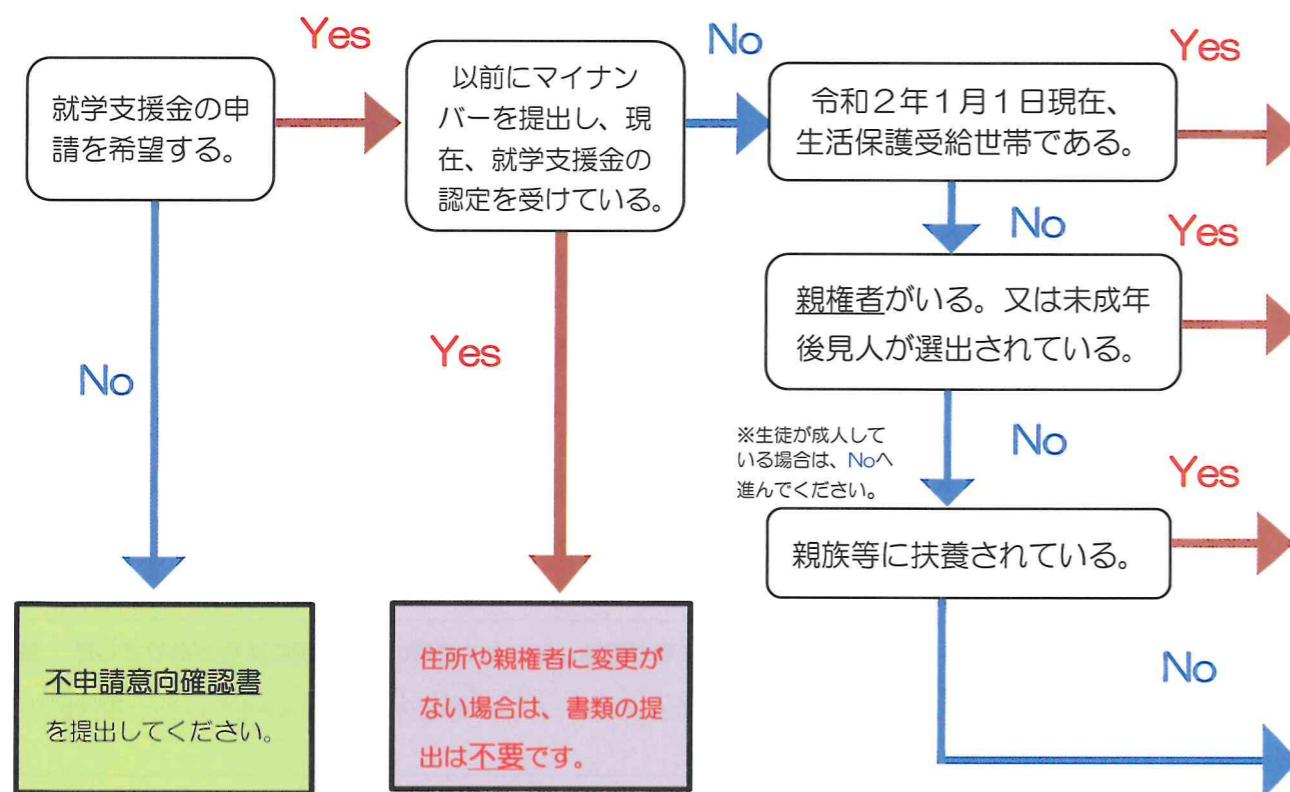 Yes
No
Yes
就学支援金の申
請を希望する。
以前にマイナン
バーを提出し、現
在、就学支援金の
認定を受けている。
令和２年１月１日現在、
生活保護受給世帯である。
No
Yes
親権者がいる。又は未成年
後見人が選出されている。
No
Yes
No
※生徒が成人して
いる場合は、Noへ
進んでください。
Yes
親族等に扶養されている。
No
不申請意向確認書
を提出してください。
住所や親権者に変更が
ない場合は、書類の提
出は不要です。